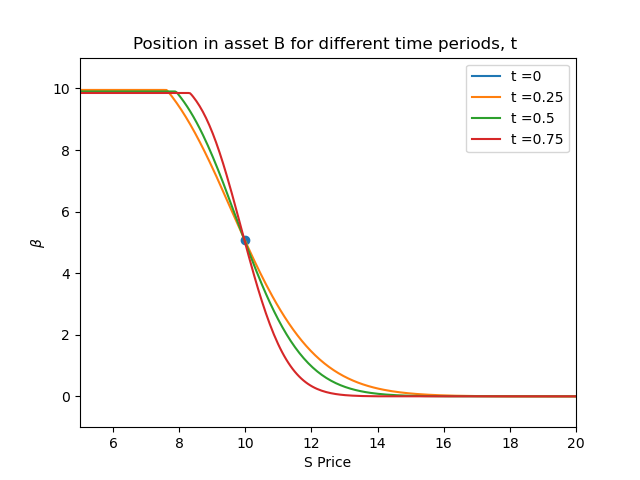 Position in asset B for different time periods, t
t =0
t =0.25
t =0.5
t =0.75
10
8
6
4
2
0
β
6 8 10 12 14 16 18 20
S Price